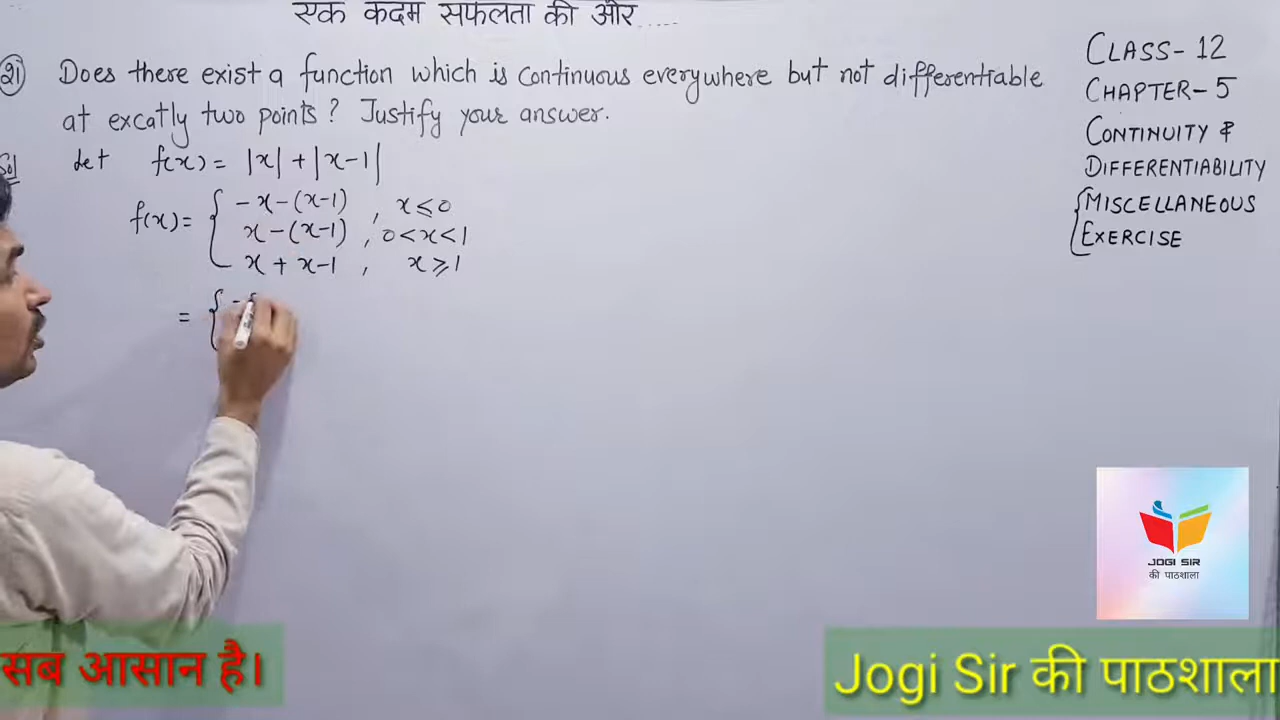 एक कदम सफलता की ओर.....
21 Does there exist a function which is continuous everywhere but not differentiable
at excatly two points? Justify your answer.
Sol Let f(x) = |x| + |x-1|
f(x) = { -x-(x-1) , x≤0
x-(x-1) , 0<x<1
x+x-1 , x≥1
= {
CLASS-12
CHAPTER-5
CONTINUITY &
DIFFERENTIABILITY
{MISCELLANEOUS
EXERCISE
JOGI SIR
की पाठशाला
सब आसान है।
Jogi Sir की पाठशाला